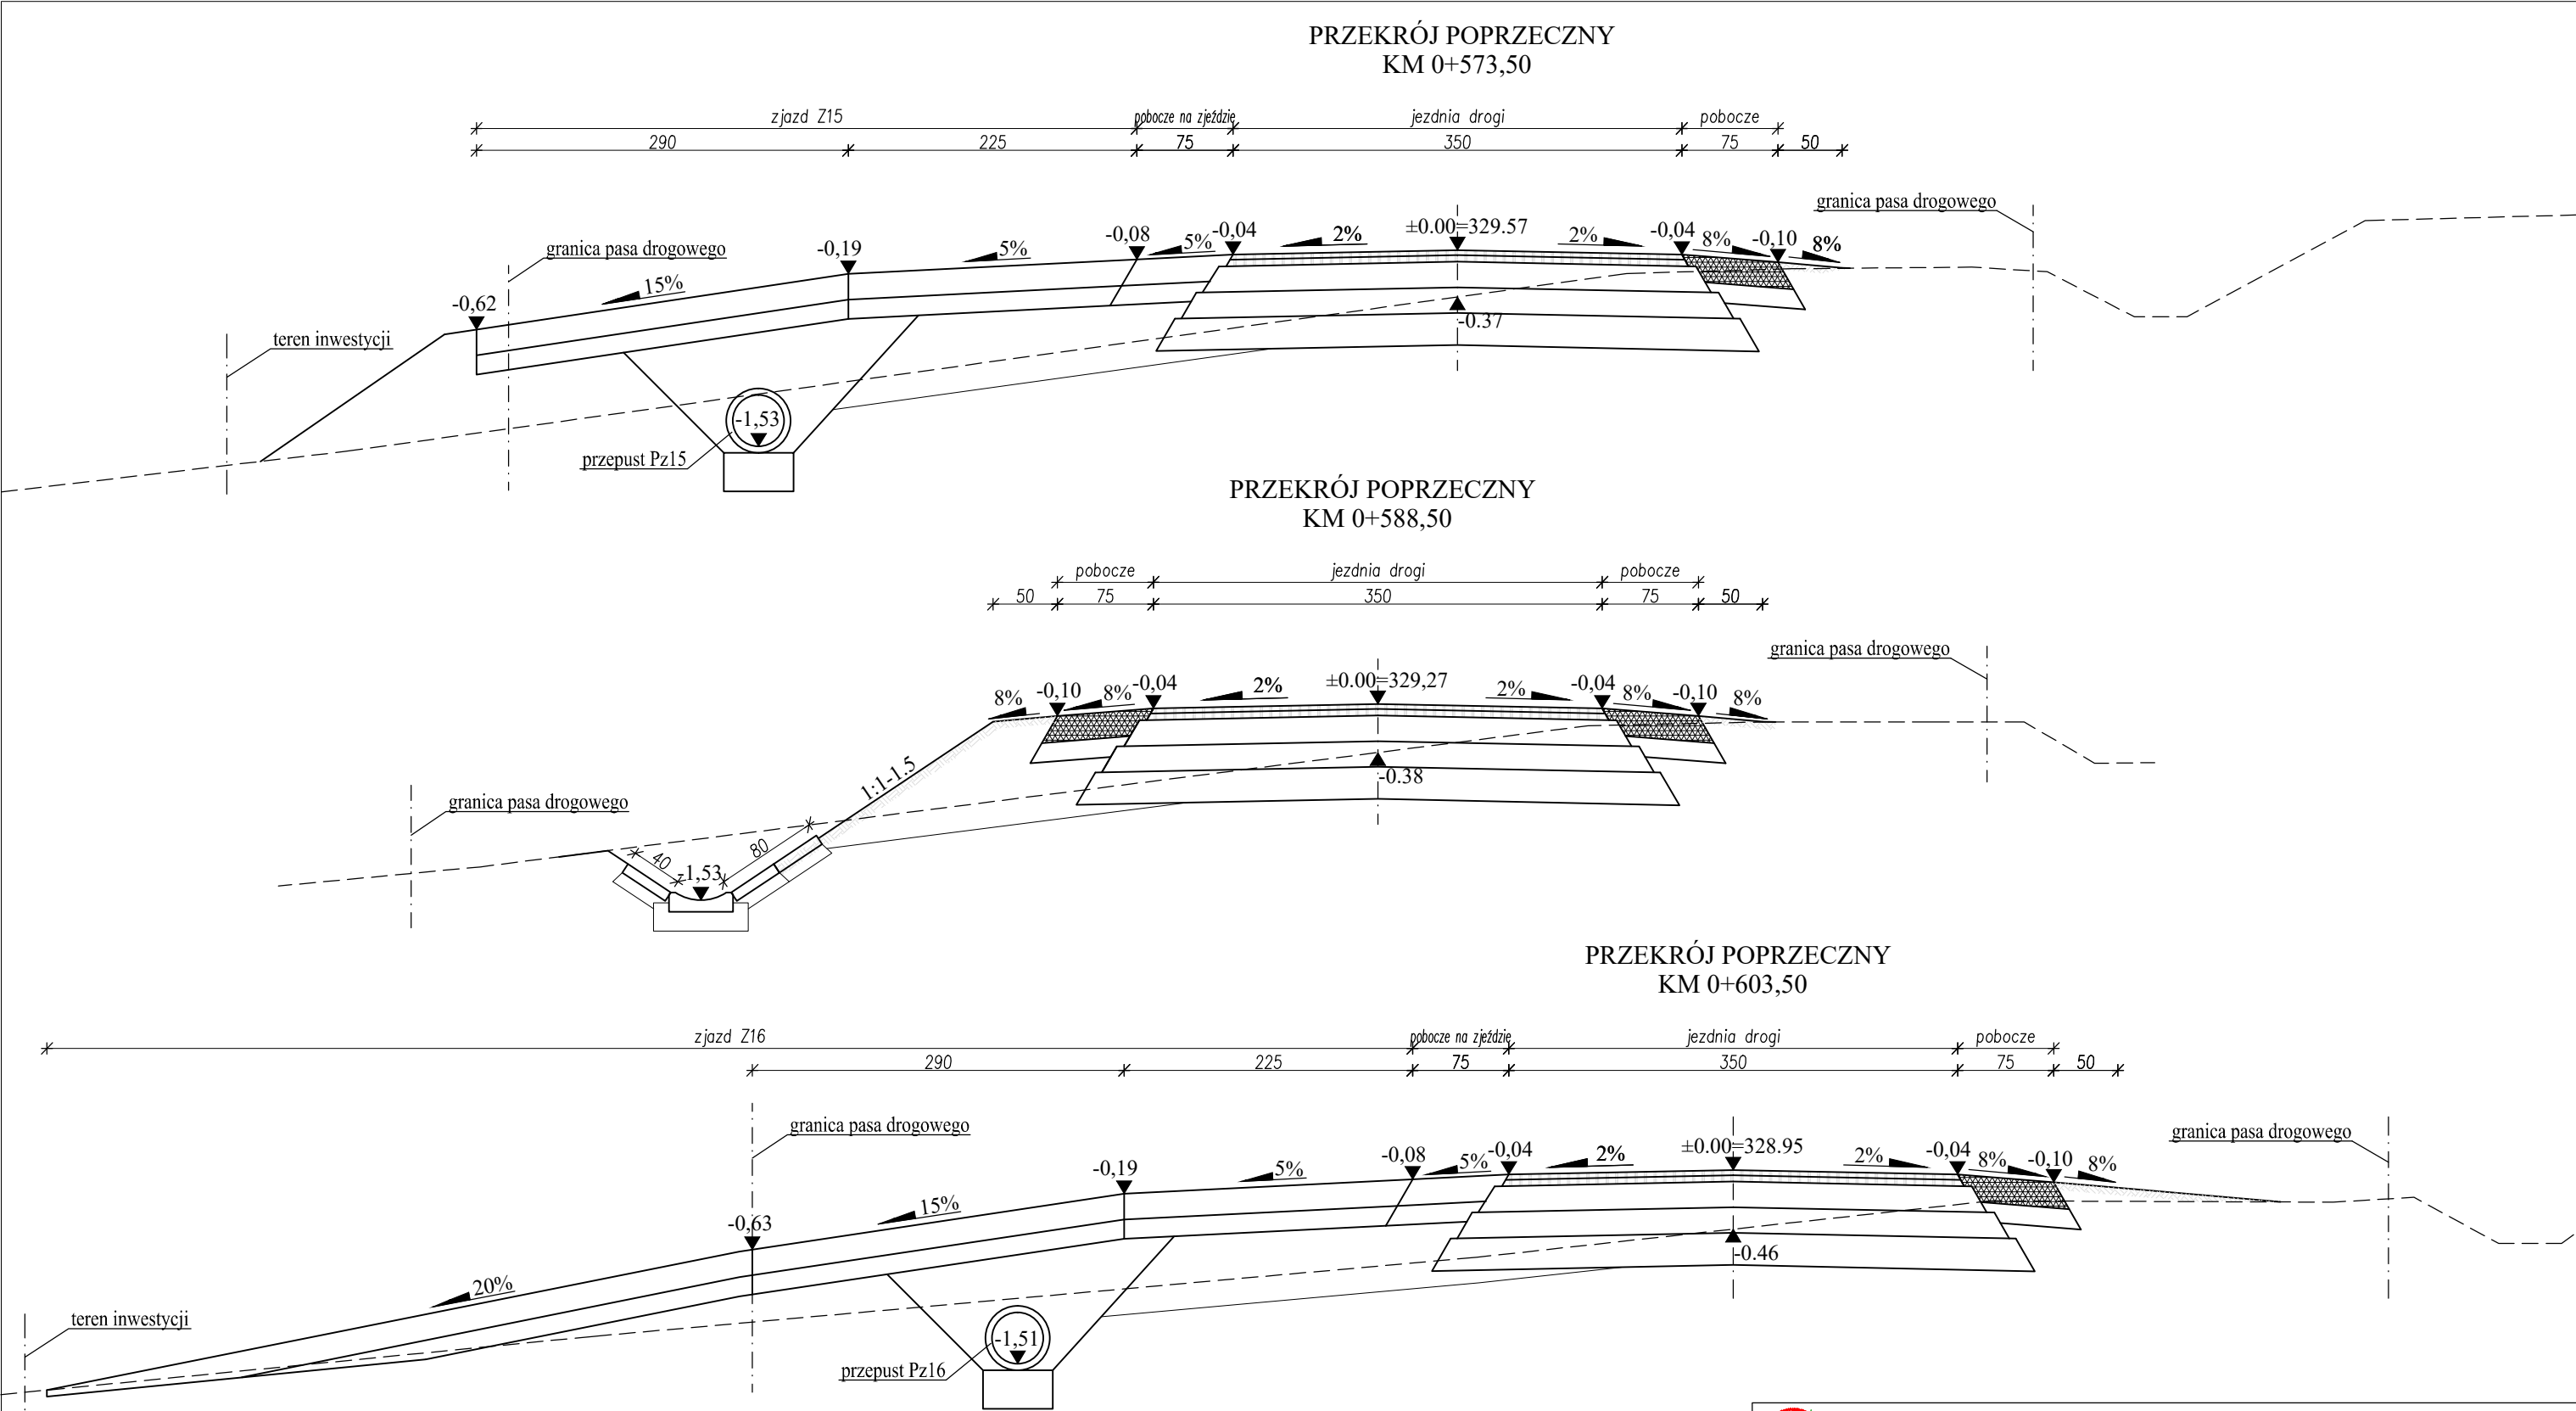 PRZEKRÓJ POPRZECZNY
KM 0+573,50
zjazd Z15
pobocze na zjeździe
jezdnia drogi
pobocze
290
225
75
350
75
50
granica pasa drogowego
granica pasa drogowego
-0,62
15%
-0,19
5%
-0,08
5%
-0,04
2%
±0.00=329.57
2%
-0,04
8%
-0,10
8%
teren inwestycji
-0.37
-1,53
przepust Pz15
PRZEKRÓJ POPRZECZNY
KM 0+588,50
pobocze
jezdnia drogi
pobocze
50
75
350
75
50
granica pasa drogowego
8%
-0,10
8%
-0,04
2%
±0.00=329,27
2%
-0,04
8%
-0,10
8%
1:1-1.5
-0.38
granica pasa drogowego
40
-1,53
80
PRZEKRÓJ POPRZECZNY
KM 0+603,50
zjazd Z16
pobocze na zjeździe
jezdnia drogi
pobocze
290
225
75
350
75
50
granica pasa drogowego
granica pasa drogowego
20%
-0,63
15%
-0,19
5%
-0,08
5%
-0,04
2%
±0.00=328.95
2%
-0,04
8%
-0,10
8%
-0.46
teren inwestycji
-1,51
przepust Pz16